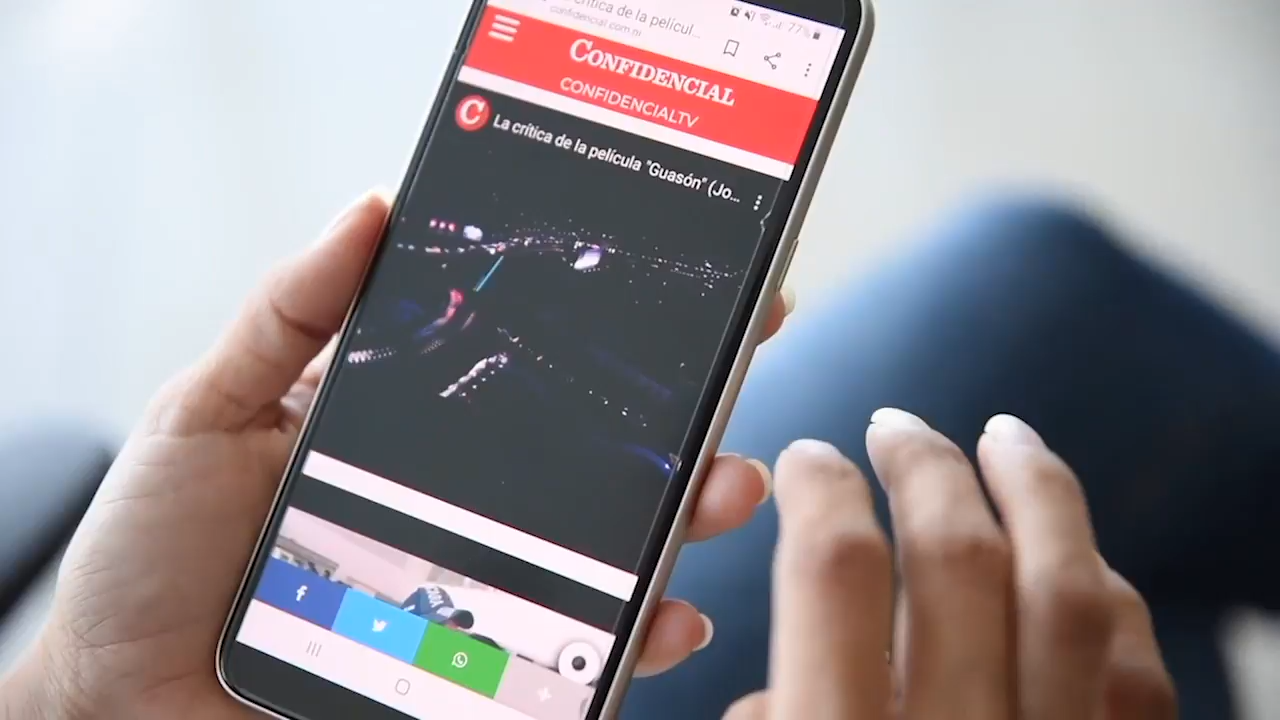 crítica de la películ...
confidencial.com.ni
77%
CONFIDENCIAL
CONFIDENCIALTV
C
La crítica de la película "Guasón" (Jo...
f